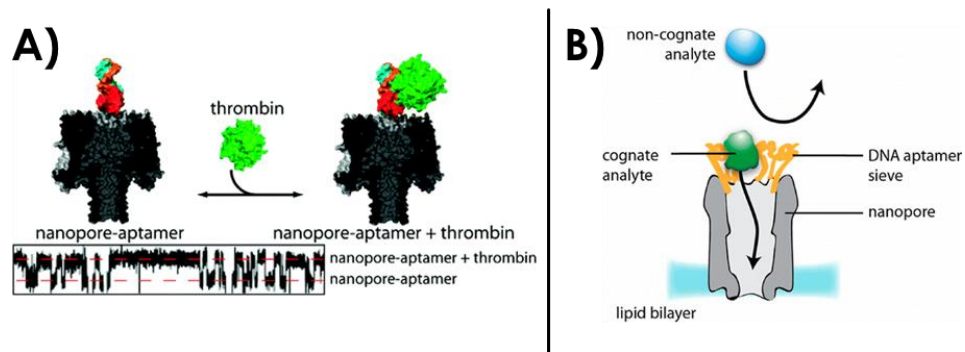 A)
thrombin
nanopore-aptamer
nanopore-aptamer + thrombin
nanopore-aptamer + thrombin
nanopore-aptamer
B)
non-cognate
analyte
cognate
analyte
DNA aptamer
sieve
nanopore
lipid bilayer